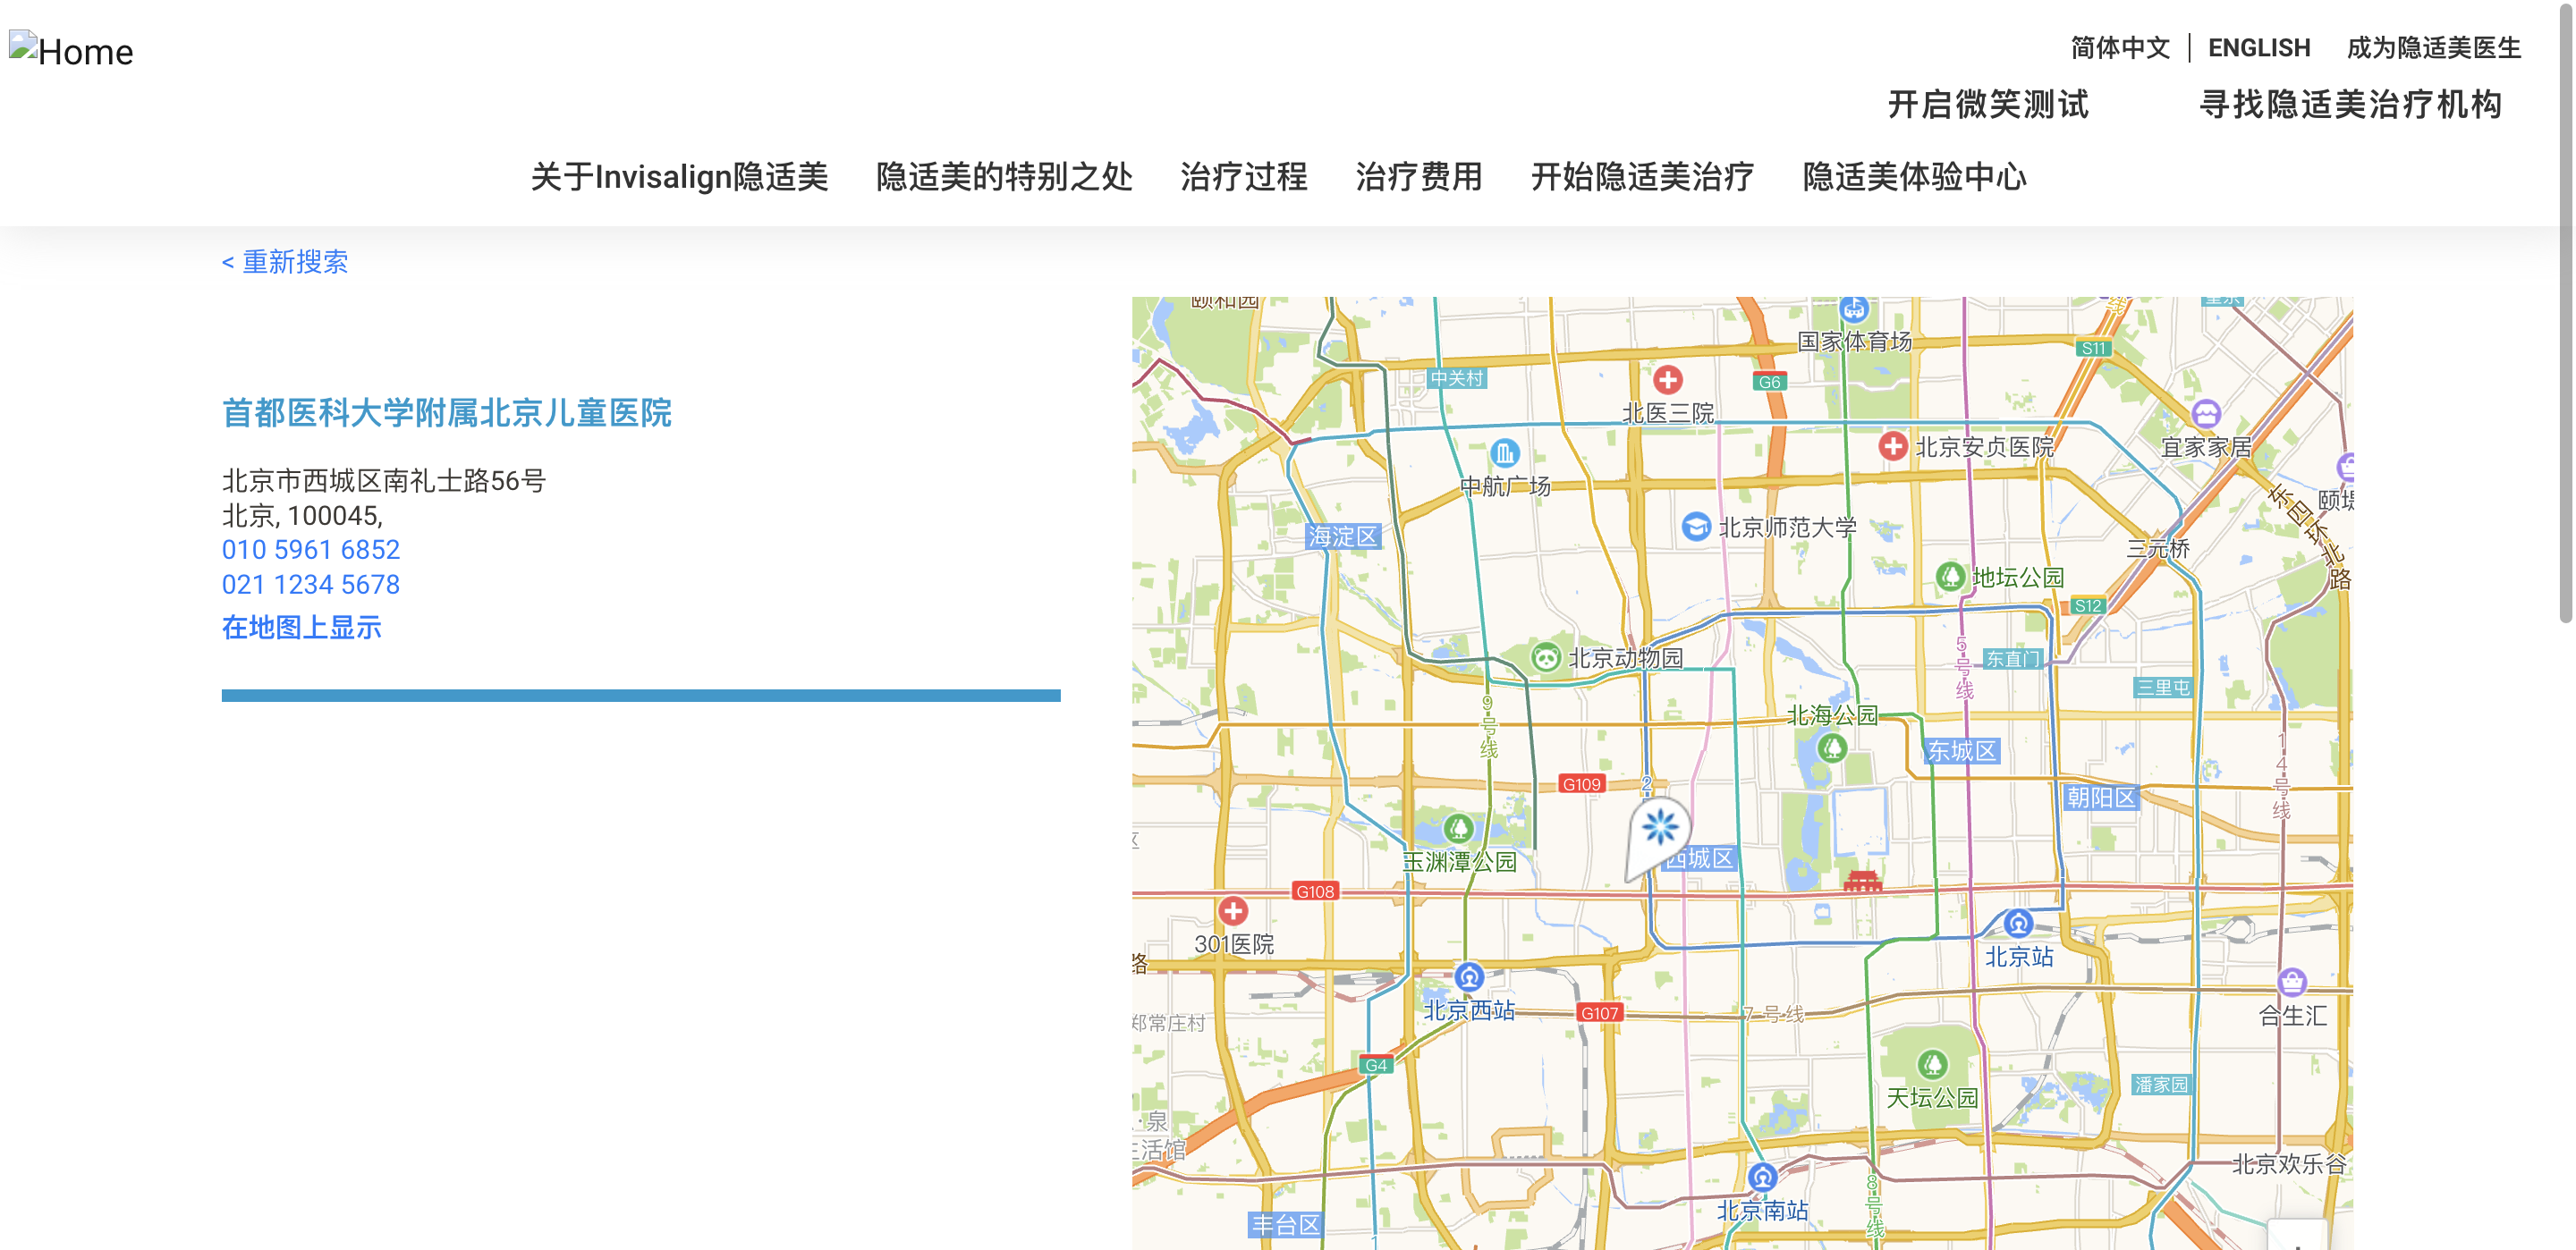 Home
简体中文 | ENGLISH 成为隐适美医生
开启微笑测试 寻找隐适美治疗机构
关于Invisalign隐适美 隐适美的特别之处 治疗过程 治疗费用 开始隐适美治疗 隐适美体验中心
< 重新搜索
首都医科大学附属北京儿童医院
北京市西城区南礼士路56号
北京, 100045,
010 5961 6852
021 1234 5678
在地图上显示
颐和园
国家体育场
S11
中关村
G6
北医三院
北京安贞医院
宜家家居
中航广场
颐堤
东四环北路
北京师范大学
海淀区
三元桥
地坛公园
S12
5号线
北京动物园
东直门
三里屯
9号线
北海公园
东城区
14号线
G109
2
朝阳区
玉渊潭公园
西城区
G108
301医院
北京站
路
北京西站
G107
7号线
合生汇
郑常庄村
G4
潘家园
天坛公园
泉
生活馆
北京欢乐谷
北京南站
8号线
丰台区
1